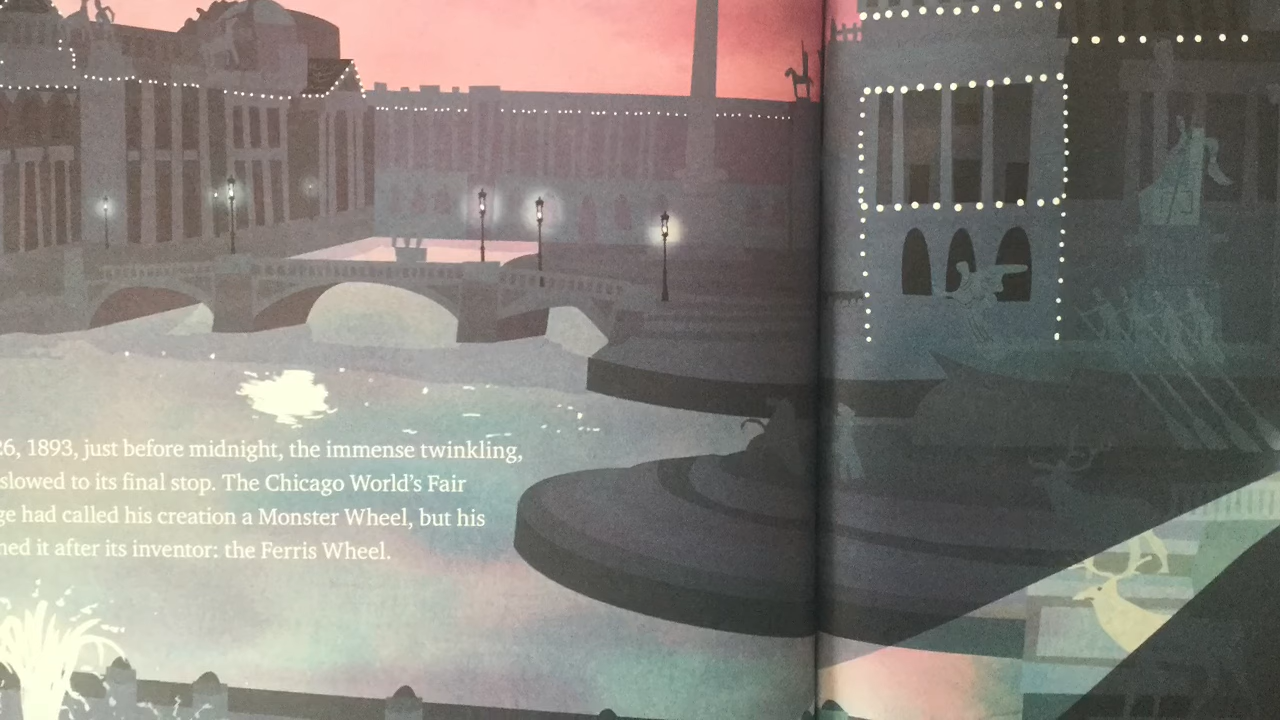 26, 1893, just before midnight, the immense twinkling,
slowed to its final stop. The Chicago World's Fair
ge had called his creation a Monster Wheel, but his
ned it after its inventor: the Ferris Wheel.